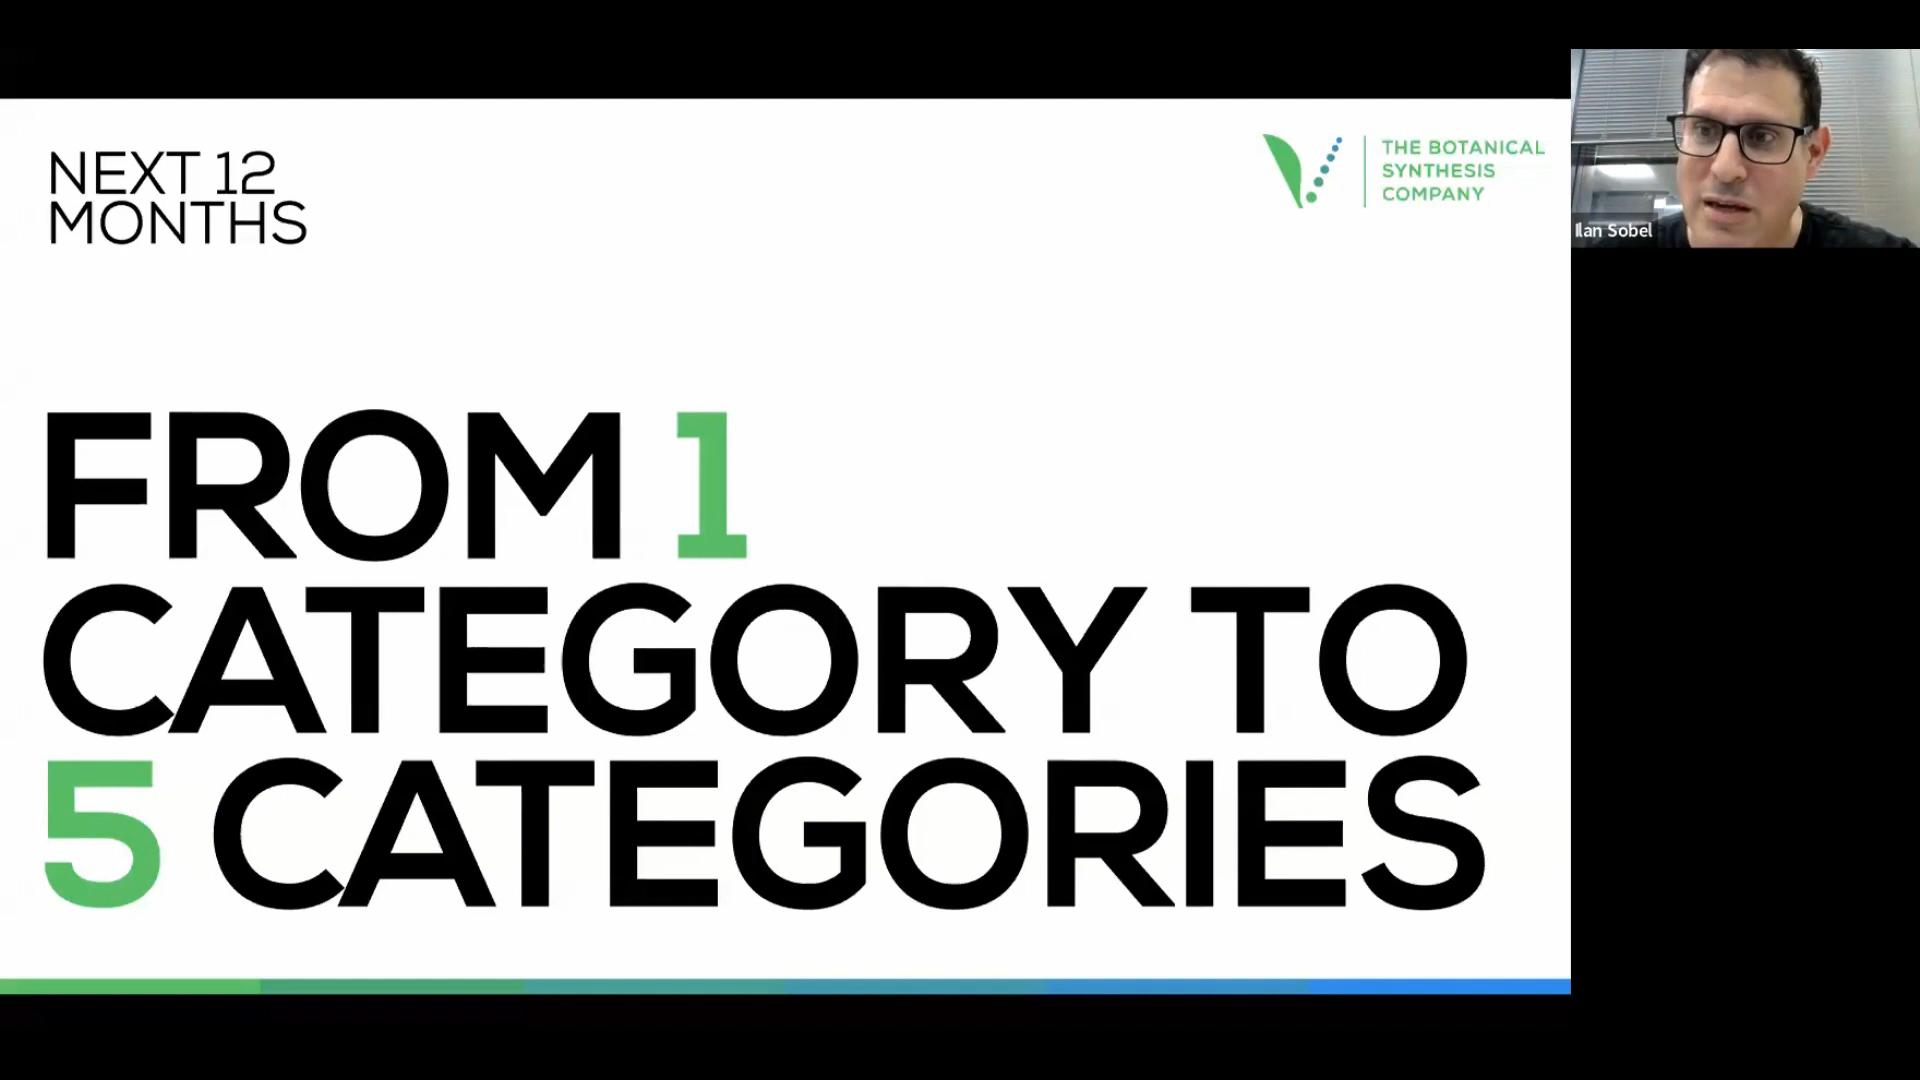 NEXT 12
MONTHS
THE BOTANICAL
SYNTHESIS
COMPANY
Ilan Sobel
FROM 1
CATEGORY TO
5 CATEGORIES